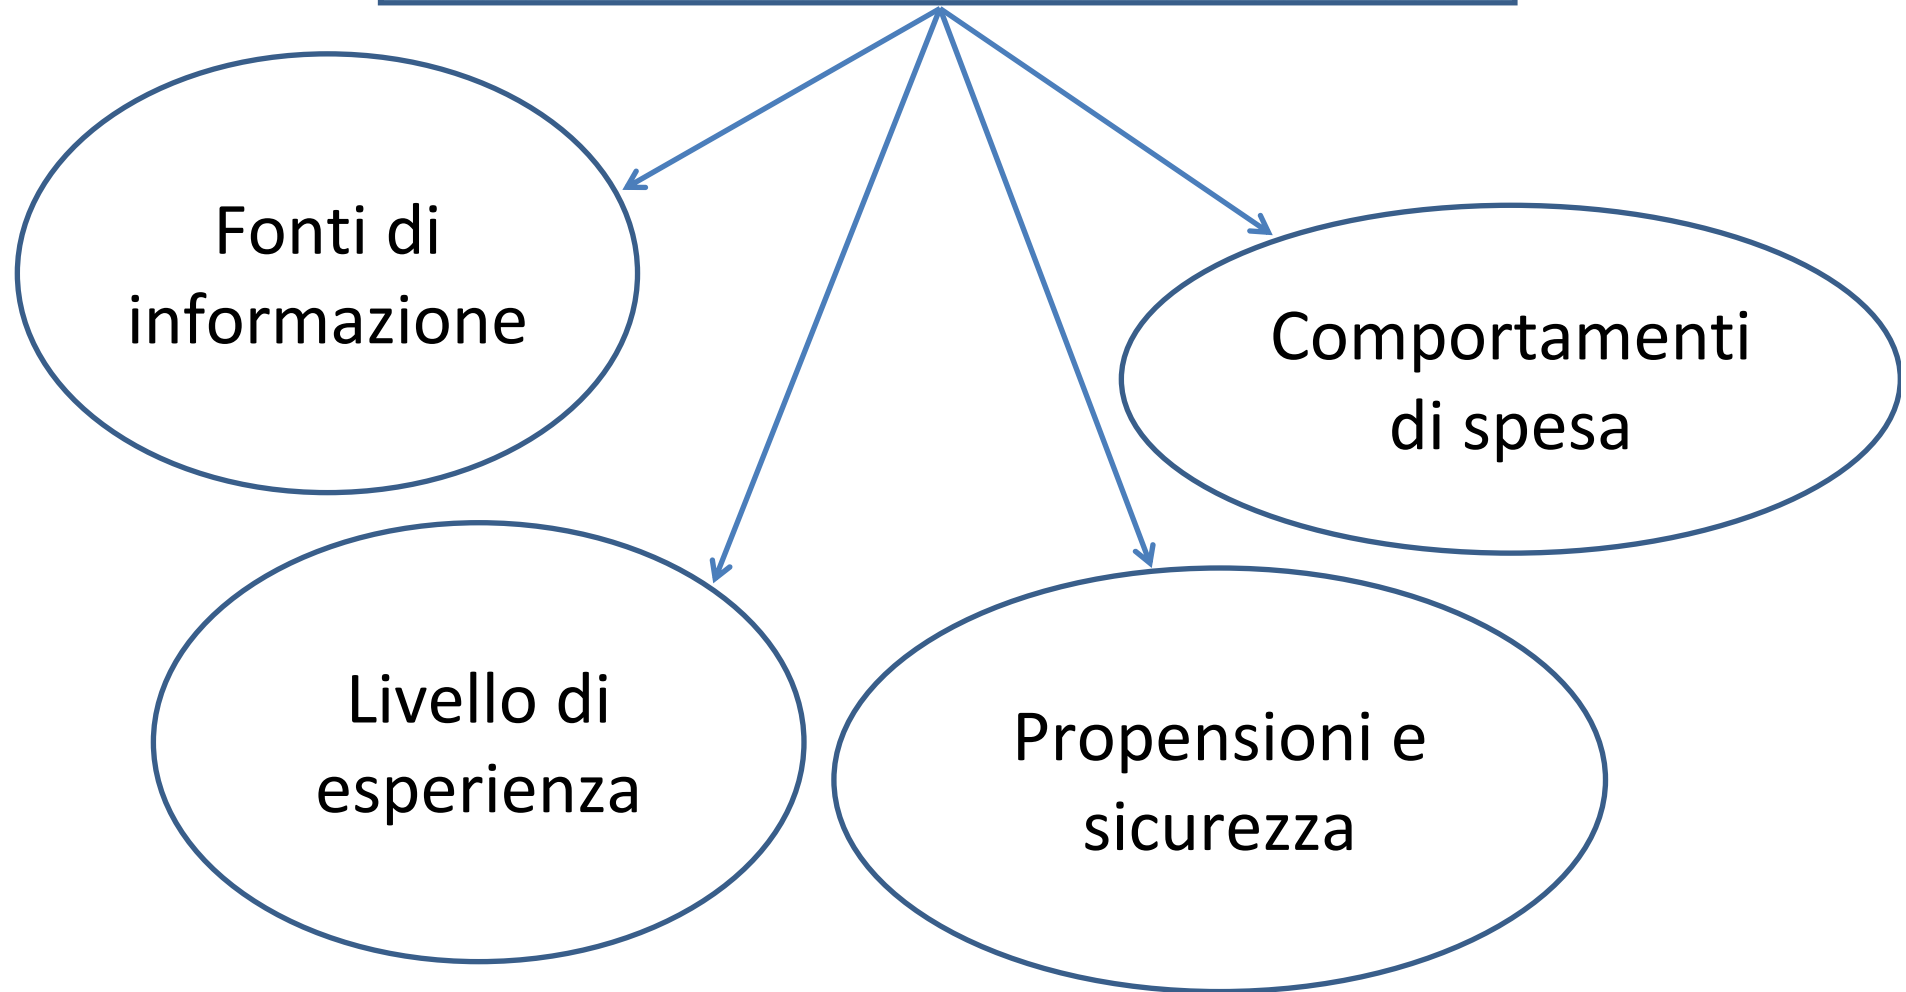 Fonti di
informazione
Comportamenti
di spesa
Livello di
esperienza
Propensioni e
sicurezza